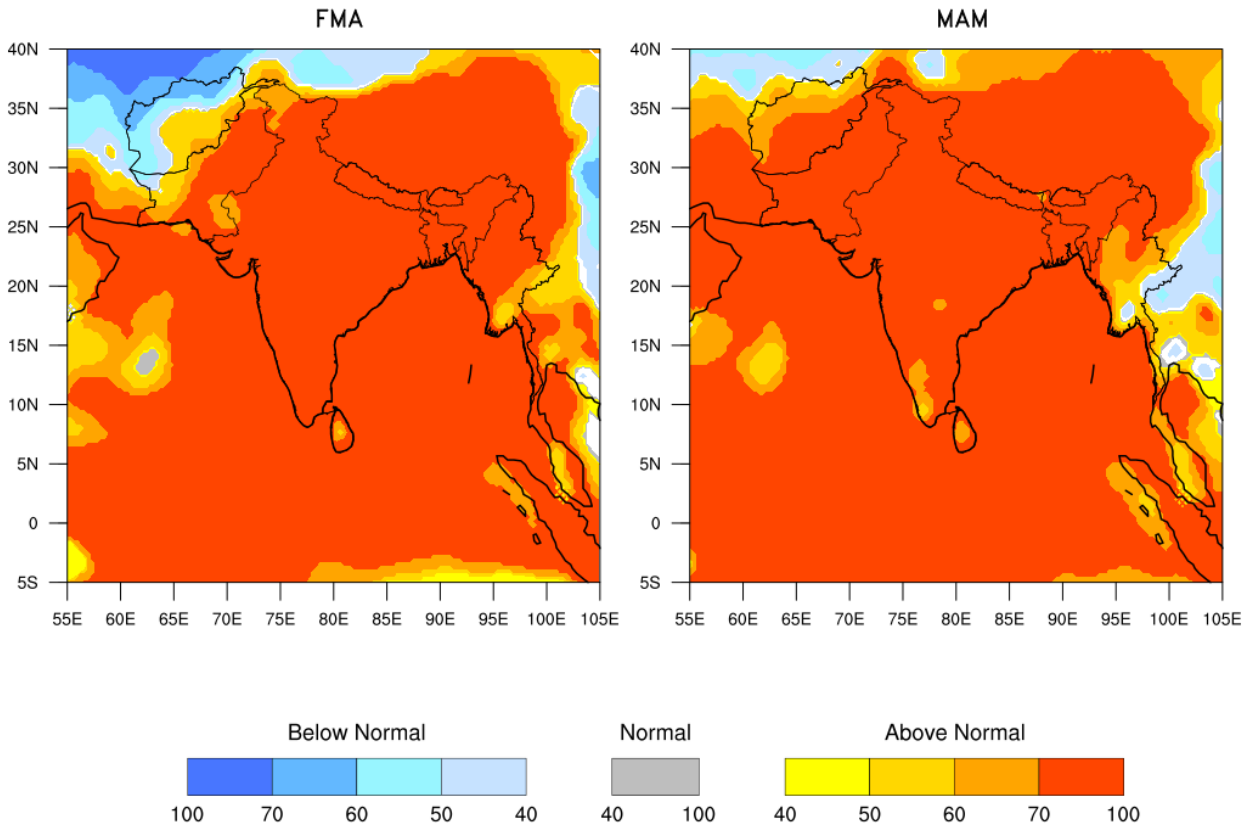 FMA MAM
40N 40N
35N 35N
30N 30N
25N 25N
20N 20N
15N 15N
10N 10N
5N 5N
0 0
5S 5S
55E 60E 65E 70E 75E 80E 85E 90E 95E 100E 105E 55E 60E 65E 70E 75E 80E 85E 90E 95E 100E 105E
Below Normal Normal Above Normal
100 70 60 50 40 40 100 40 50 60 70 100